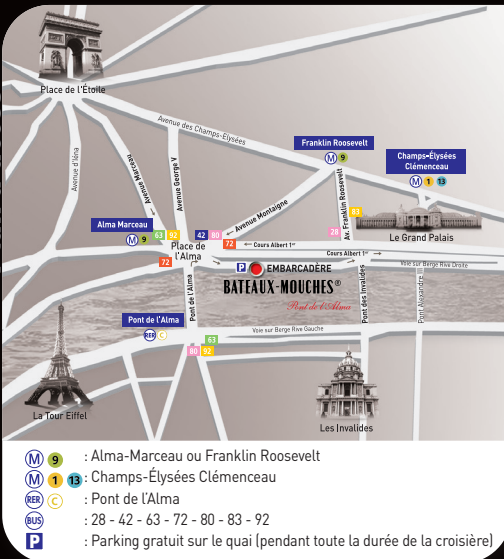 Place de l'Étoile
Avenue des Champs-Élysées
Franklin Roosevelt
M 9
Champs-Élysées
Clémenceau
M 1 13
Avenue d'Iéna
Avenue Marceau
Avenue George V
Avenue Montaigne
Av. Franklin Roosevelt
83
28
Le Grand Palais
Alma Marceau
M 9 63 92
42 80
72
Place de
l'Alma
72
Cours Albert 1er
Cours Albert 1er
Voie sur Berge Rive Droite
P EMBARCADÈRE
BATEAUX-MOUCHES®
Pont de l'Alma
Pont de l'Alma
Pont des Invalides
Pont Alexandre III
Pont de l'Alma
RER C
Voie sur Berge Rive Gauche
63
80 92
La Tour Eiffel
Les Invalides
M 9 : Alma-Marceau ou Franklin Roosevelt
M 1 13 : Champs-Élysées Clémenceau
RER C : Pont de l'Alma
BUS : 28 - 42 - 63 - 72 - 80 - 83 - 92
P : Parking gratuit sur le quai (pendant toute la durée de la croisière)